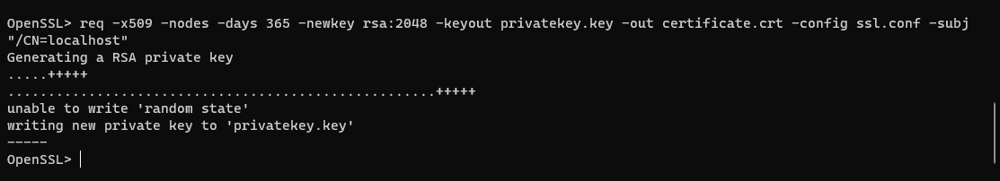 OpenSSL> req -x509 -nodes -days 365 -newkey rsa:2048 -keyout privatekey.key -out certificate.crt -config ssl.conf -subj
"/CN=localhost"
Generating a RSA private key
.....+++++
.....................................................+++++
unable to write 'random state'
writing new private key to 'privatekey.key'
-----
OpenSSL>